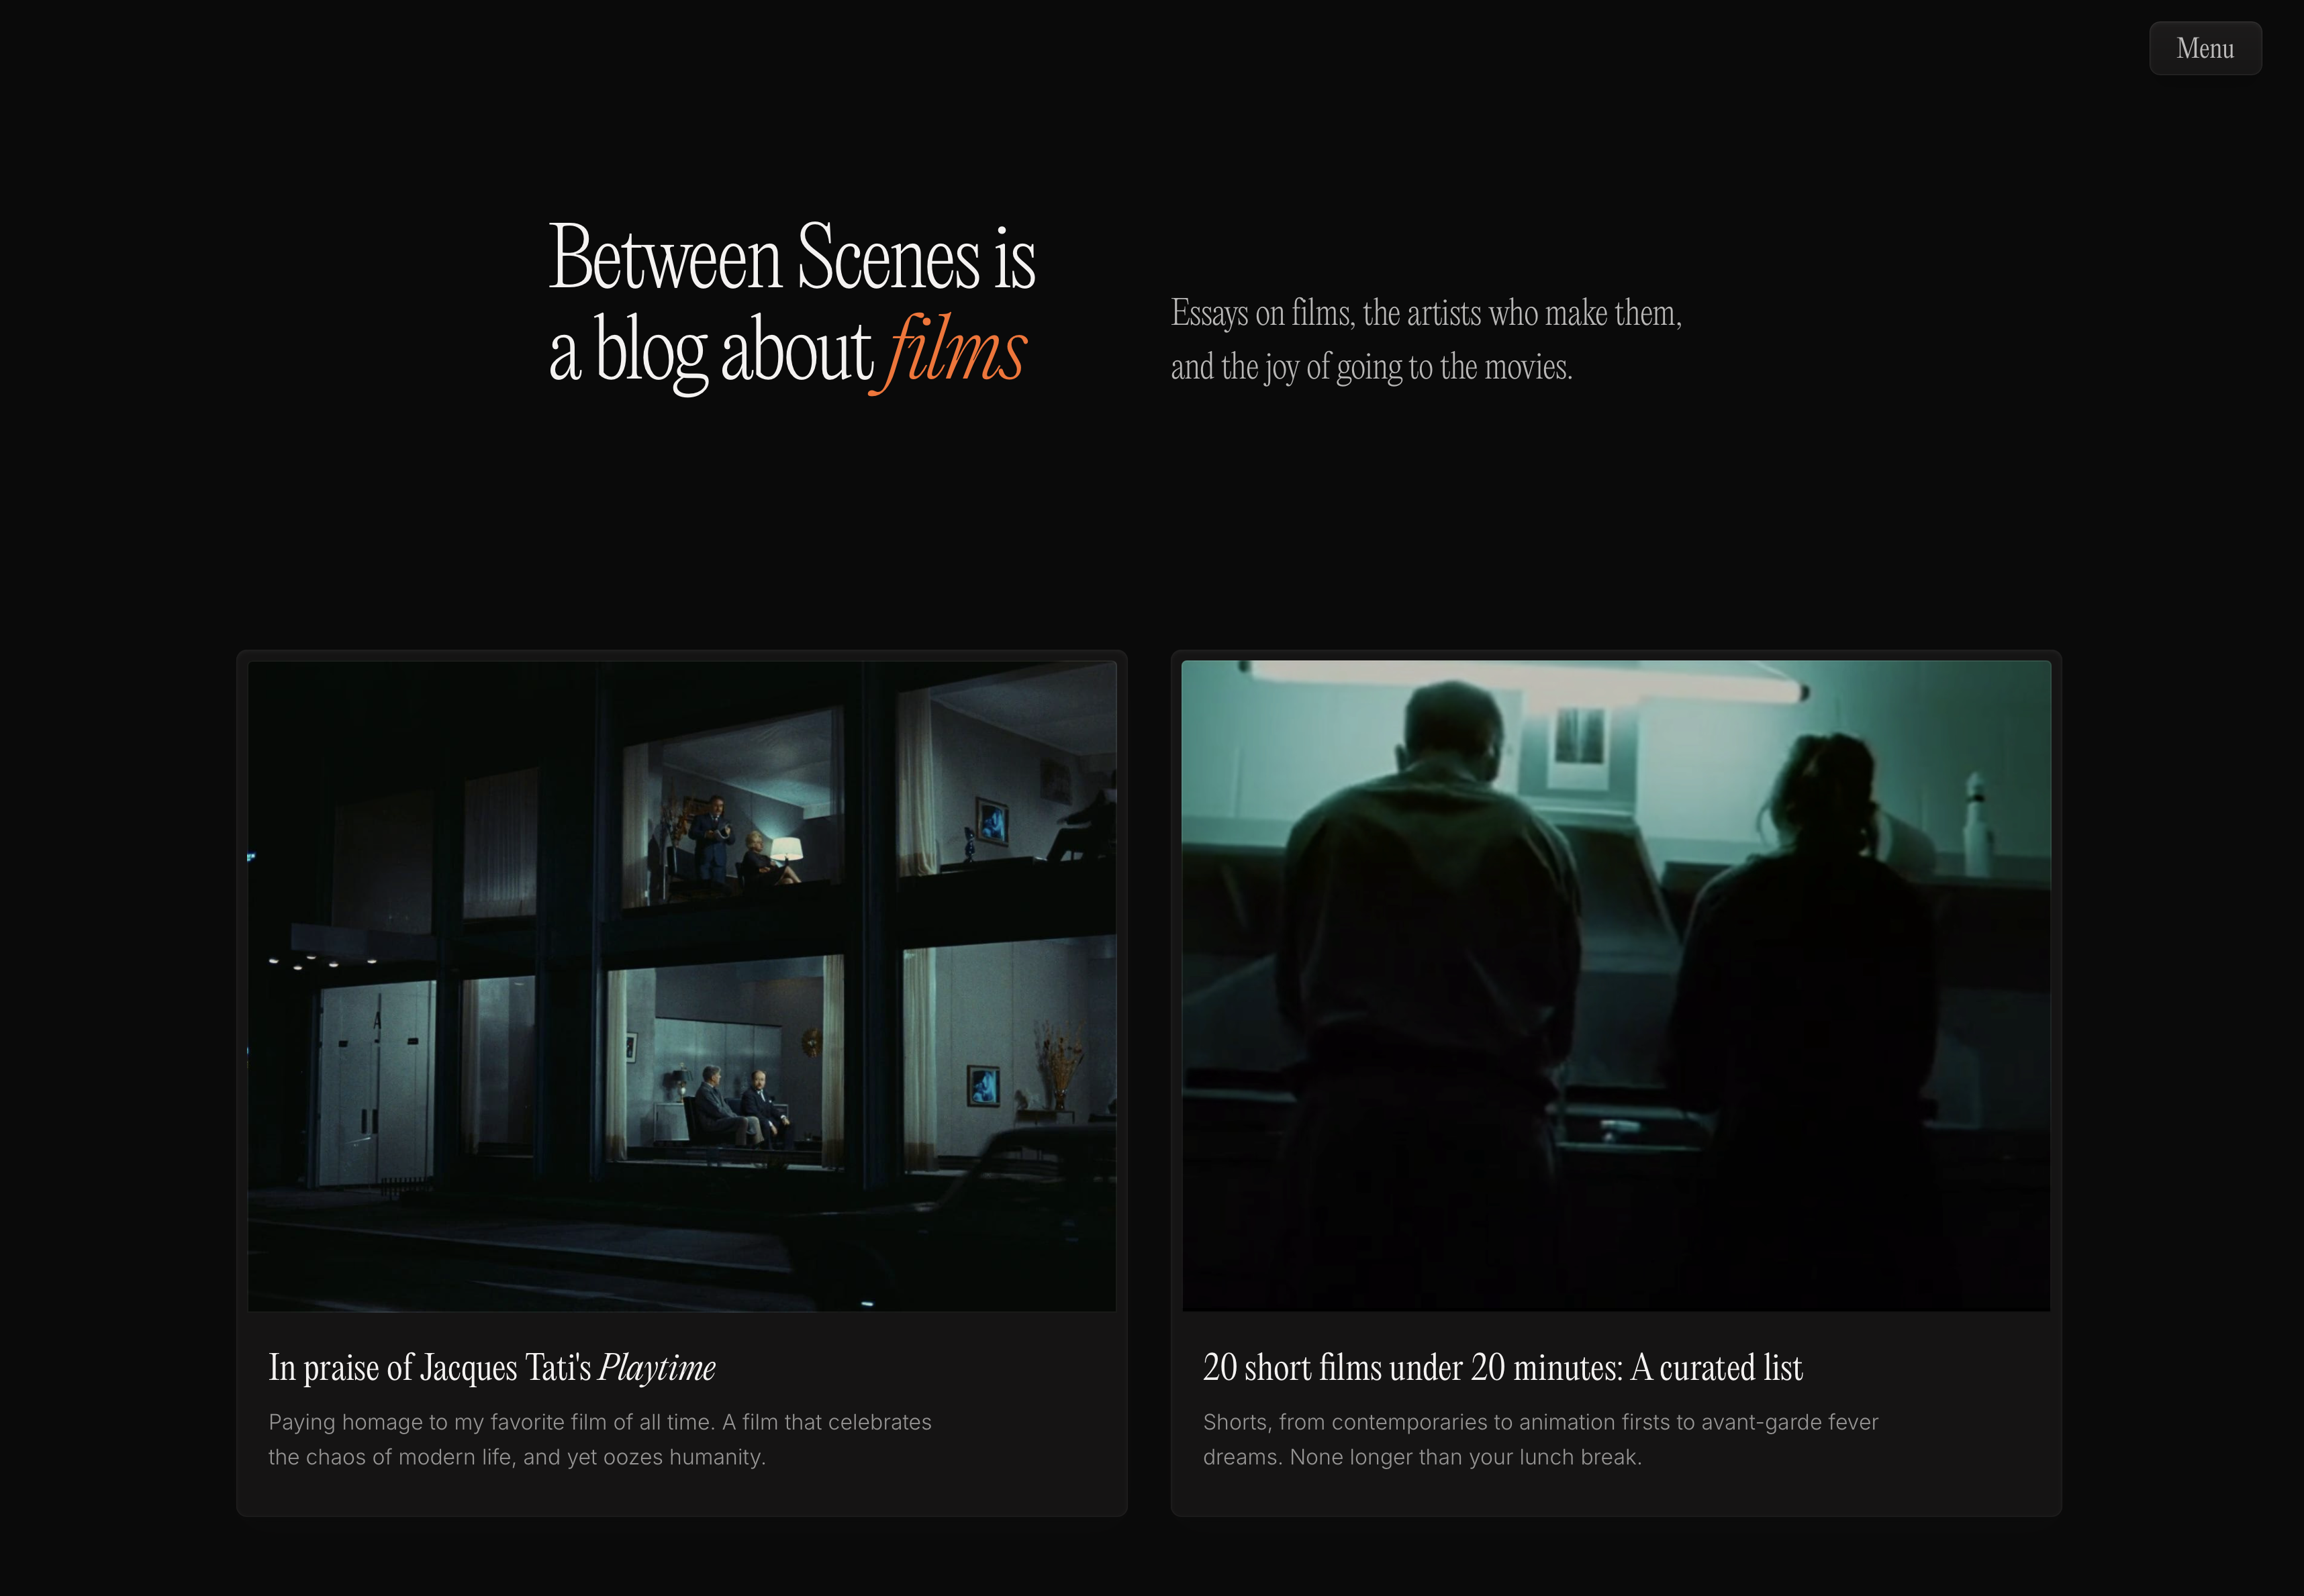 Menu
Between Scenes is
a blog about films
Essays on films, the artists who make them,
and the joy of going to the movies.
A
In praise of Jacques Tati's Playtime
Paying homage to my favorite film of all time. A film that celebrates
the chaos of modern life, and yet oozes humanity.
20 short films under 20 minutes: A curated list
Shorts, from contemporaries to animation firsts to avant-garde fever
dreams. None longer than your lunch break.